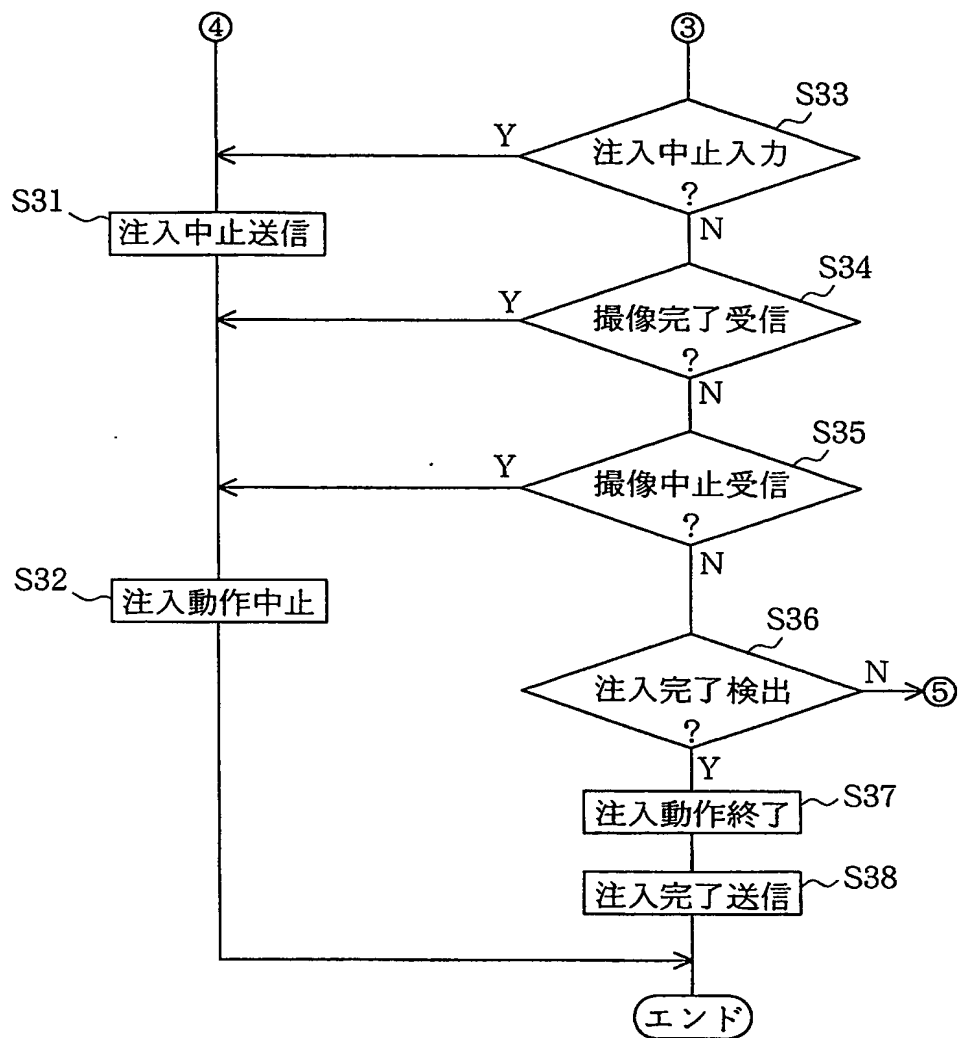 ④
③
S33
Y
注入中止入力
?
N
S31
注入中止送信
S34
Y
撮像完了受信
?
N
S35
Y
撮像中止受信
?
N
S32
注入動作中止
S36
注入完了検出
?
N
⑤
Y
注入動作終了
S37
注入完了送信
S38
エンド